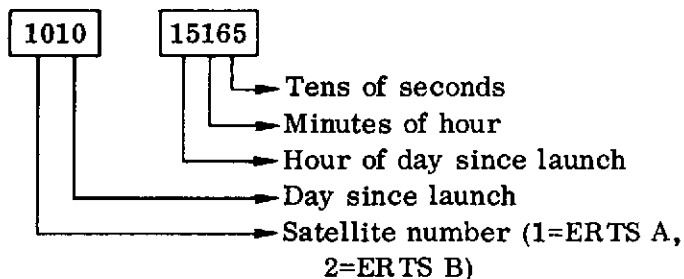 1010 15165
Tens of seconds
Minutes of hour
Hour of day since launch
Day since launch
Satellite number (1=ERTS A,
2=ERTS B)